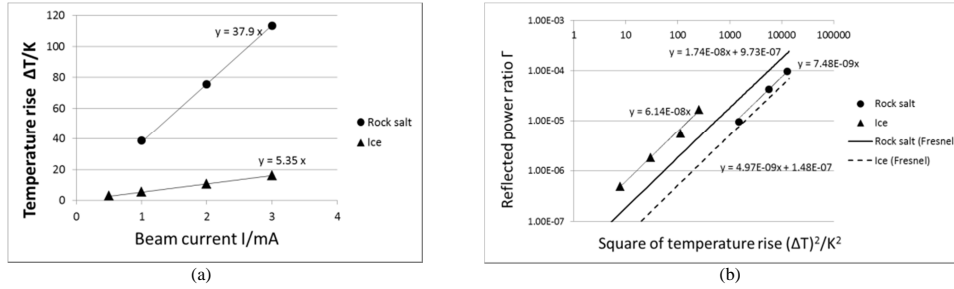 Temperature rise ΔT/K
120
100
80
60
40
20
0
y = 37.9 x
y = 5.35 x
Rock salt
Ice
0 1 2 3 4
Beam current I/mA
(a)
Reflected power ratio Γ
1.00E-03
1.00E-04
1.00E-05
1.00E-06
1.00E-07
1 10 100 1000 10000 100000
y = 1.74E-08x + 9.73E-07
y = 7.48E-09x
y = 6.14E-08x
y = 4.97E-09x + 1.48E-07
Rock salt
Ice
Rock salt (Fresnel
Ice (Fresnel)
Square of temperature rise (ΔT)²/K²
(b)